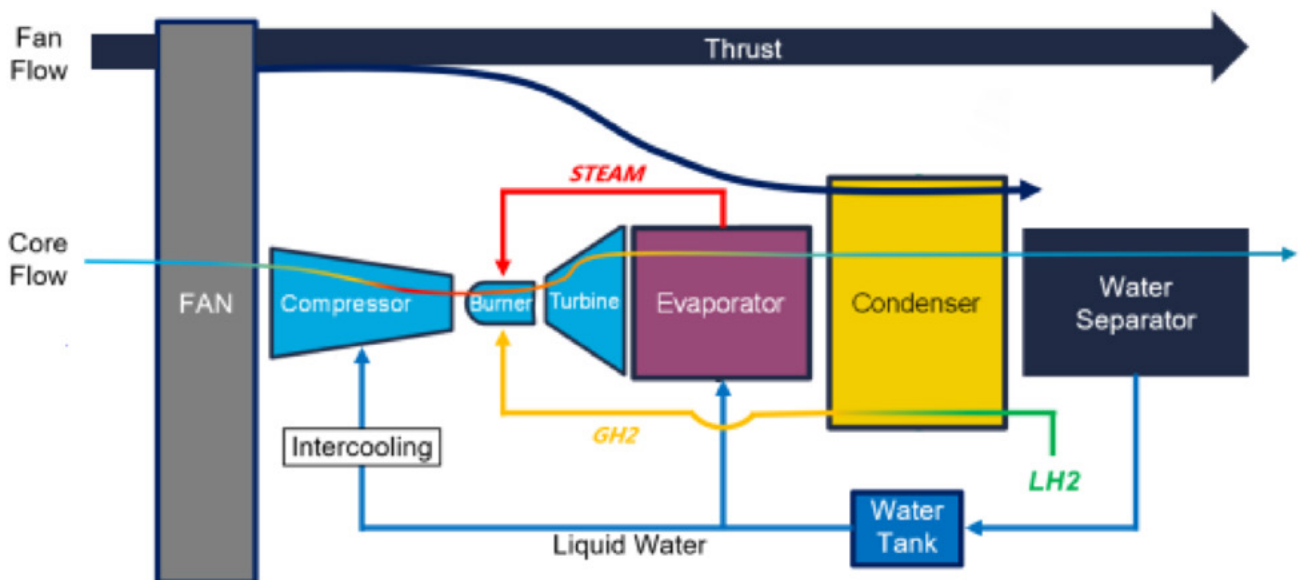 Fan
Flow
Thrust
STEAM
Core
Flow
FAN
Compressor
Burner
Turbine
Evaporator
Condenser
Water
Separator
Intercooling
GH2
LH2
Liquid Water
Water
Tank